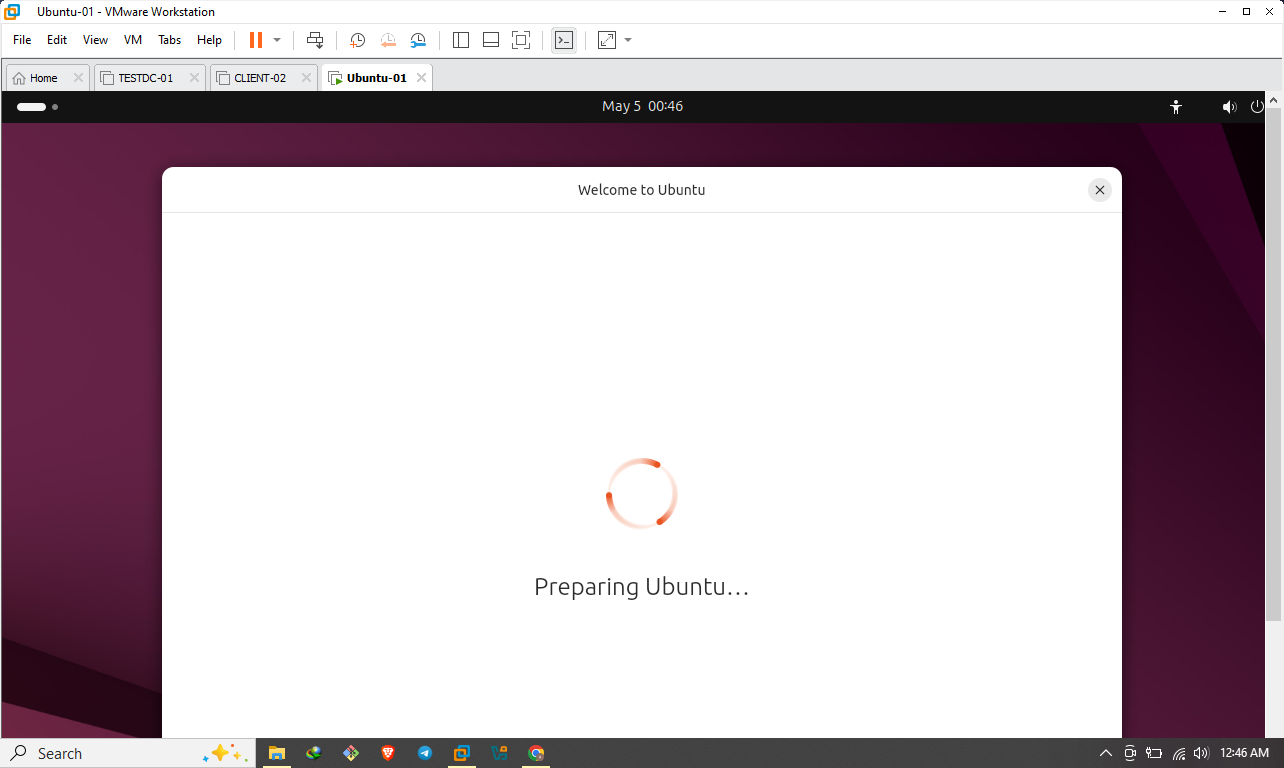 Ubuntu-01 - VMware Workstation
File Edit View VM Tabs Help
Home TESTDC-01 CLIENT-02 Ubuntu-01
May 5 00:46
Welcome to Ubuntu
Preparing Ubuntu...
Search
12:46 AM